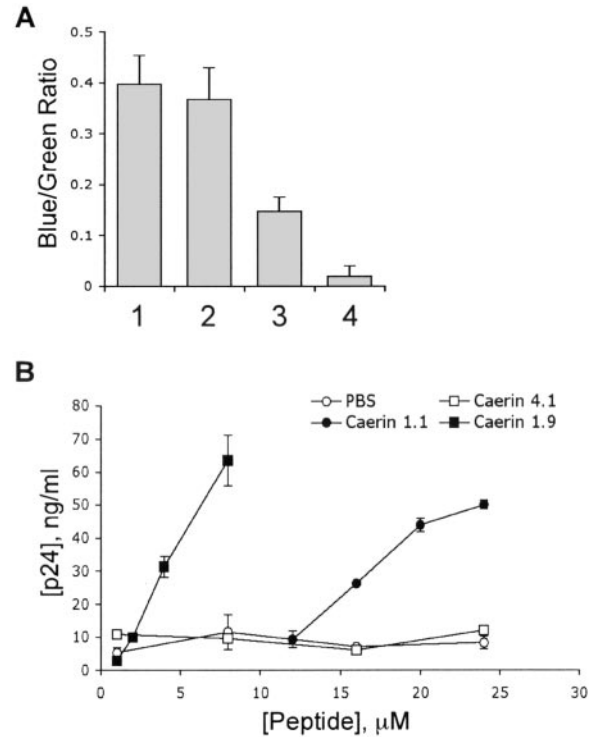 A
Blue/Green Ratio
0.5
0.4
0.3
0.2
0.1
0
1 2 3 4
B
PBS Caerin 4.1
Caerin 1.1 Caerin 1.9
[p24], ng/ml
80
70
60
50
40
30
20
10
0
0 5 10 15 20 25 30
[Peptide], μM